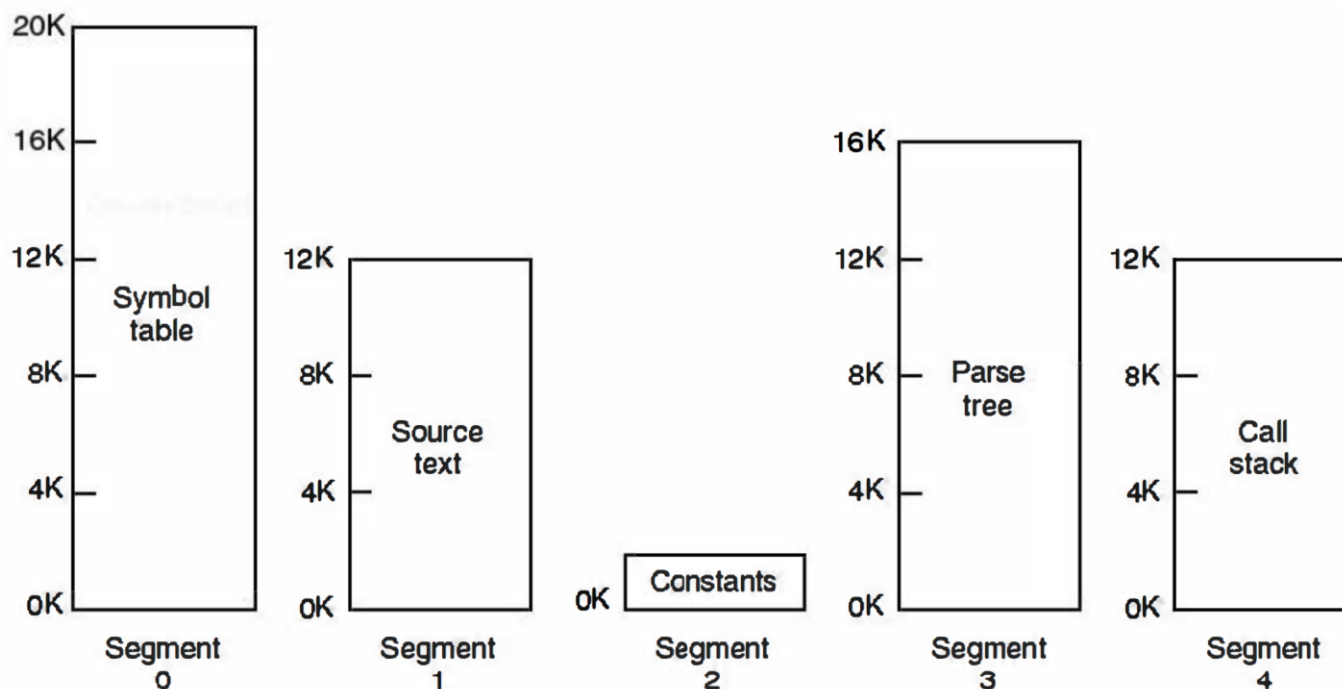 20K
16K
12K
8K
4K
0K
Symbol
table
Segment
0
12K
8K
4K
0K
Source
text
Segment
1
0K
Constants
Segment
2
16K
12K
8K
4K
0K
Parse
tree
Segment
3
12K
8K
4K
0K
Call
stack
Segment
4